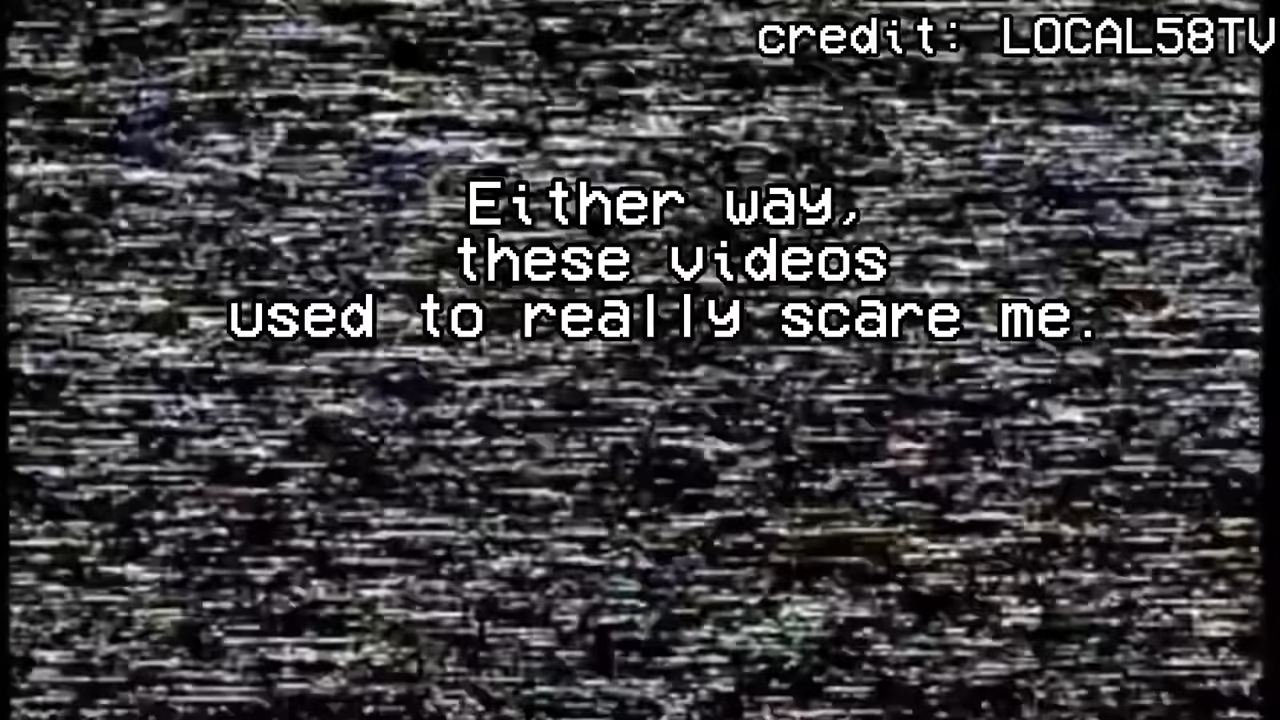 credit: LOCAL58TV
Either way,
these videos
used to really scare me.